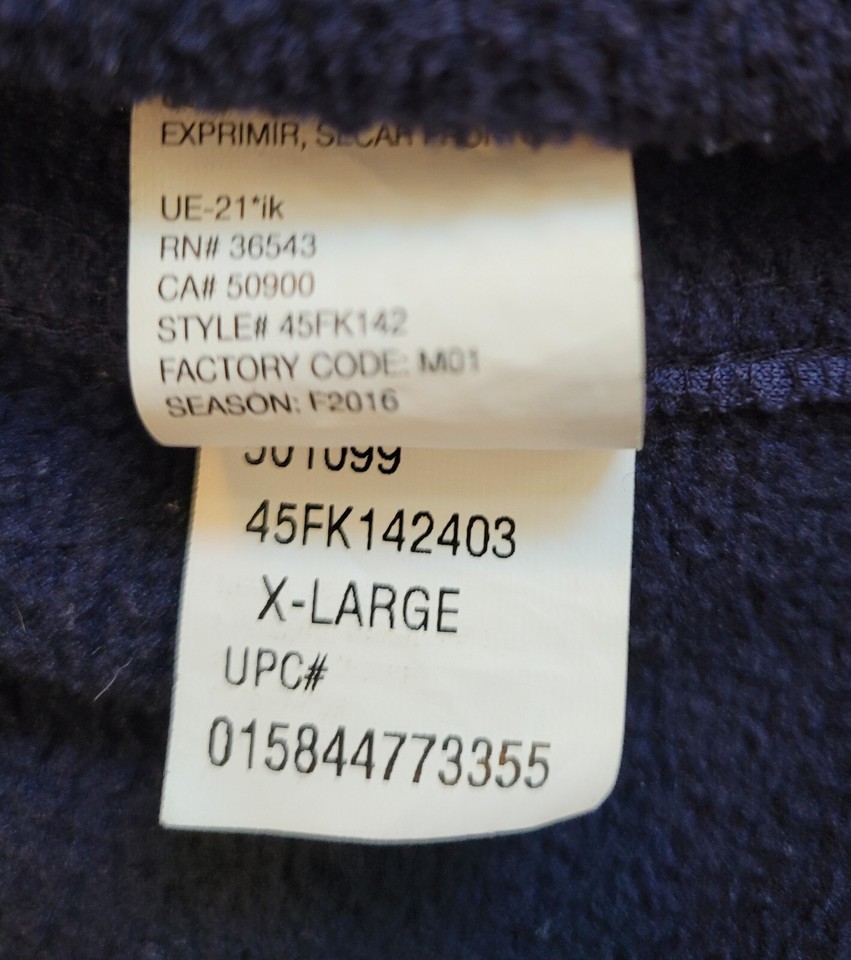 EXPRIMIR, SECAR
UE-21*ik
RN# 36543
CA# 50900
STYLE# 45FK142
FACTORY CODE: M01
SEASON: F2016
45FK142403
X-LARGE
UPC#
015844773355